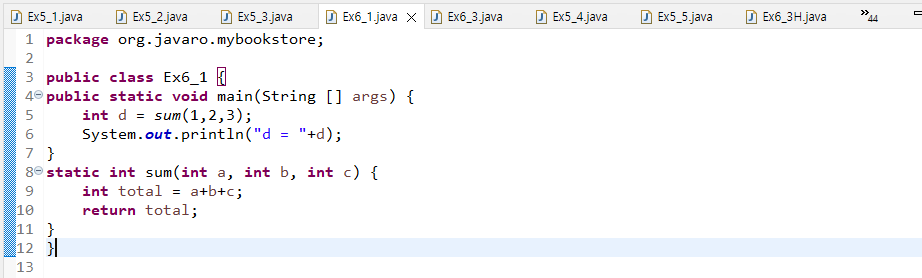 Ex5_1.java Ex5_2.java Ex5_3.java Ex6_1.java Ex6_3.java Ex5_4.java Ex5_5.java Ex6_3H.java »44
1 package org.javaro.mybookstore;
2
3 public class Ex6_1 {
4 public static void main(String [] args) {
5 int d = sum(1,2,3);
6 System.out.println("d = "+d);
7 }
8 static int sum(int a, int b, int c) {
9 int total = a+b+c;
10 return total;
11 }
12 }
13